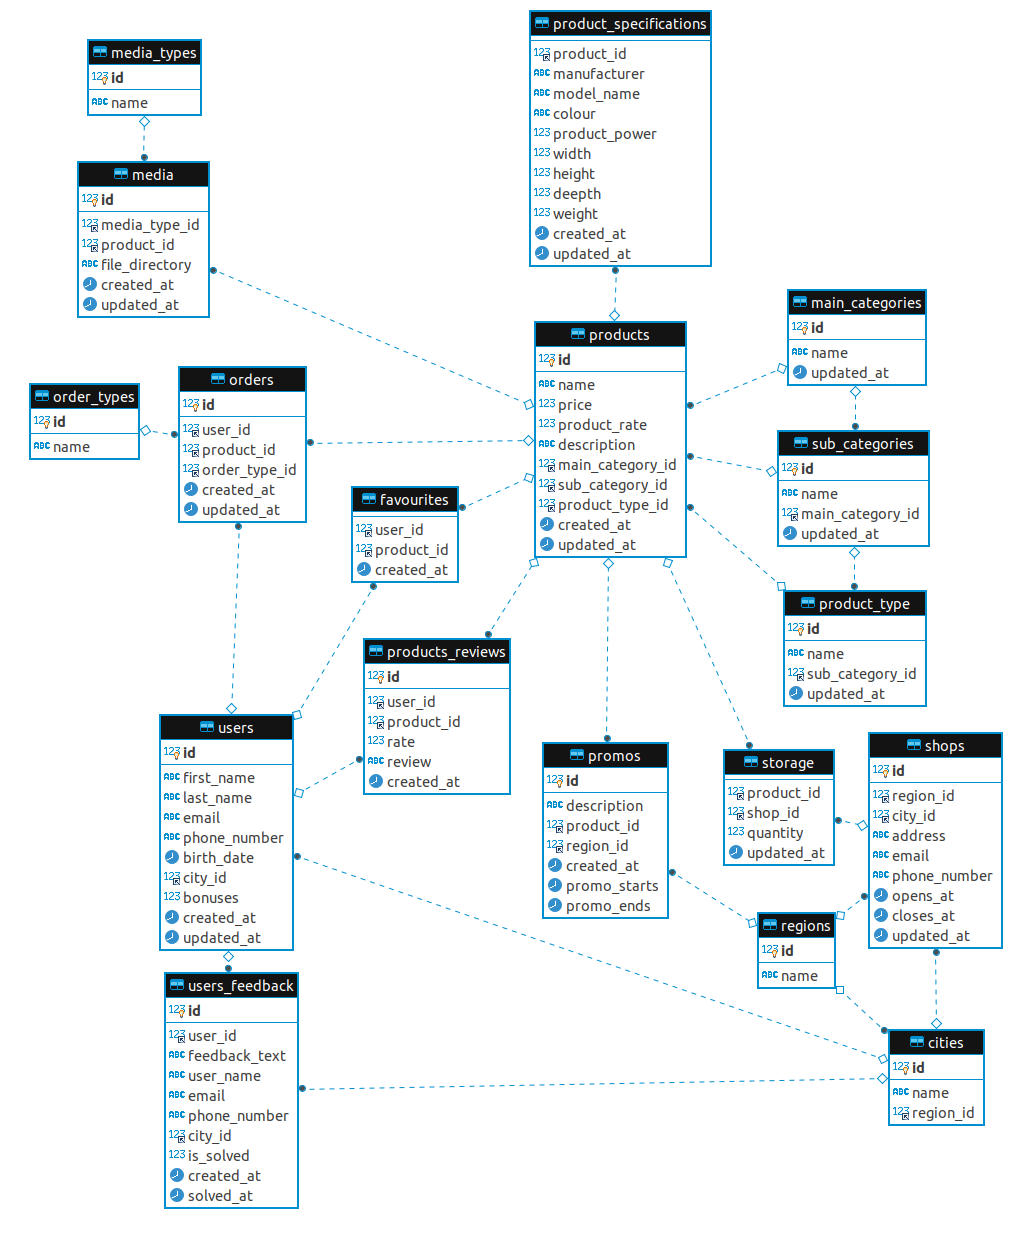 media_types
id
name
media
id
media_type_id
product_id
file_directory
created_at
updated_at
product_specifications
product_id
manufacturer
model_name
colour
product_power
width
height
deepth
weight
created_at
updated_at
main_categories
id
name
updated_at
products
id
name
price
product_rate
description
main_category_id
sub_category_id
product_type_id
created_at
updated_at
order_types
id
name
orders
id
user_id
product_id
order_type_id
created_at
updated_at
sub_categories
id
name
main_category_id
updated_at
favourites
user_id
product_id
created_at
product_type
id
name
sub_category_id
updated_at
products_reviews
id
user_id
product_id
rate
review
created_at
users
id
first_name
last_name
email
phone_number
birth_date
city_id
bonuses
created_at
updated_at
promos
id
description
product_id
region_id
created_at
promo_starts
promo_ends
storage
product_id
shop_id
quantity
updated_at
shops
id
region_id
city_id
address
email
phone_number
opens_at
closes_at
updated_at
regions
id
name
users_feedback
id
user_id
feedback_text
user_name
email
phone_number
city_id
is_solved
created_at
solved_at
cities
id
name
region_id